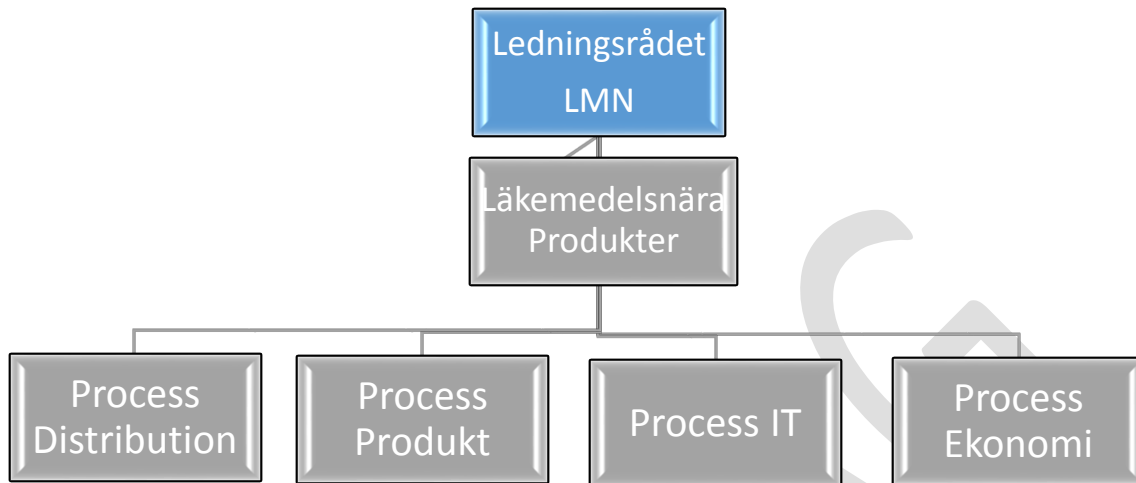 Ledningsrådet
LMN
Läkemedelsnära
Produkter
Process
Distribution
Process
Produkt
Process IT
Process
Ekonomi